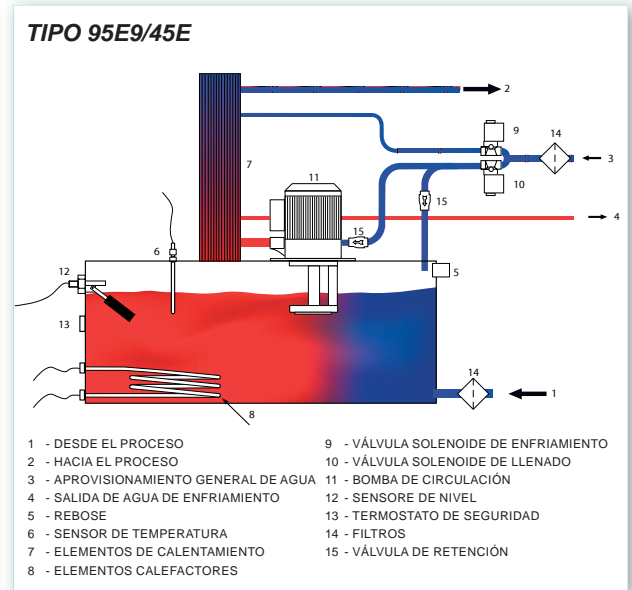 TIPO 95E9/45E
2
9
14
3
7
11
10
15
15
4
6
12
5
13
14
1
8
1 - DESDE EL PROCESO
2 - HACIA EL PROCESO
3 - APROVISIONAMIENTO GENERAL DE AGUA
4 - SALIDA DE AGUA DE ENFRIAMIENTO
5 - REBOSE
6 - SENSOR DE TEMPERATURA
7 - ELEMENTOS DE CALENTAMIENTO
8 - ELEMENTOS CALEFACTORES
9 - VÁLVULA SOLENOIDE DE ENFRIAMIENTO
10 - VÁLVULA SOLENOIDE DE LLENADO
11 - BOMBA DE CIRCULACIÓN
12 - SENSORE DE NIVEL
13 - TERMOSTATO DE SEGURIDAD
14 - FILTROS
15 - VÁLVULA DE RETENCIÓN